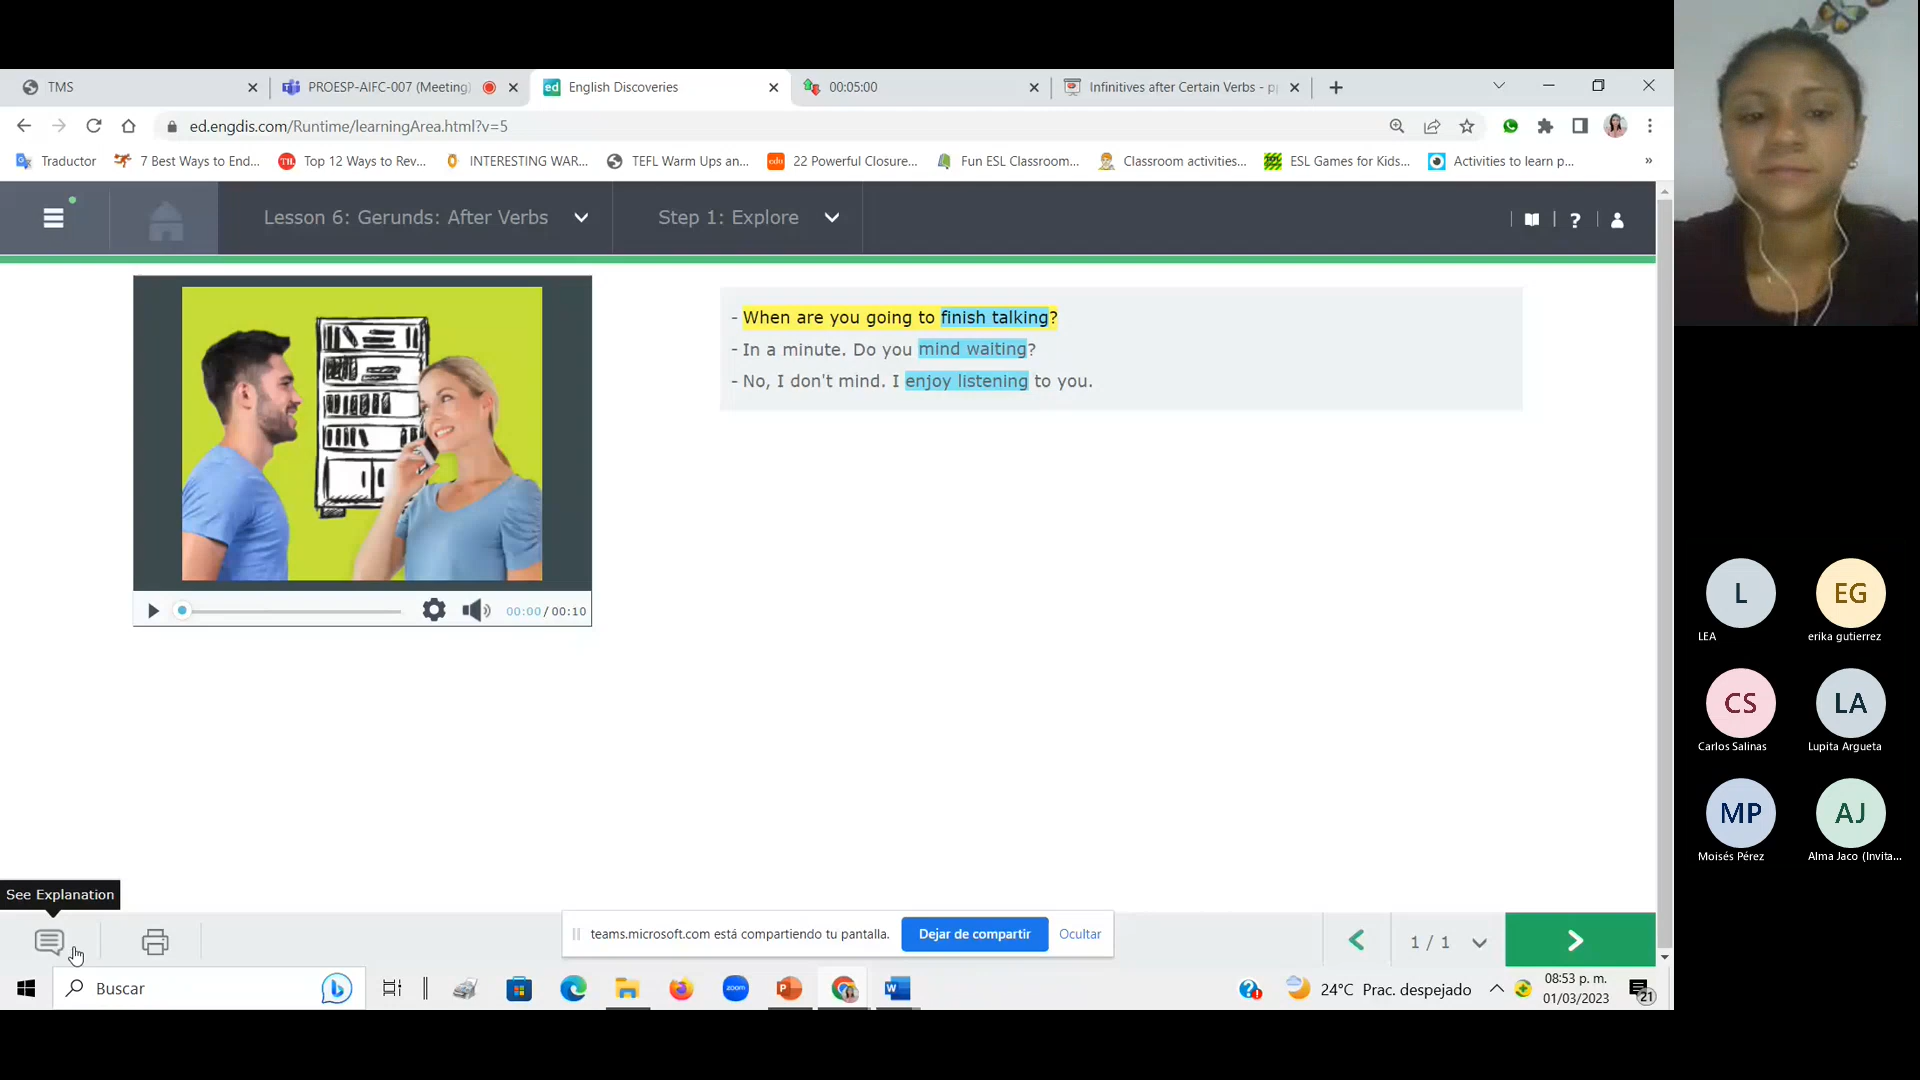 TMS
PROESP-AIFC-007 (Meeting)
English Discoveries
00:05:00
Infinitives after Certain Verbs - p
ed.engdis.com/Runtime/learningArea.html?v=5
Traductor
7 Best Ways to End...
Top 12 Ways to Rev...
INTERESTING WAR...
TEFL Warm Ups an...
22 Powerful Closure...
Fun ESL Classroom...
Classroom activities...
ESL Games for Kids...
Activities to learn p...
»
Lesson 6: Gerunds: After Verbs
Step 1: Explore
?
- When are you going to finish talking?
- In a minute. Do you mind waiting?
- No, I don't mind. I enjoy listening to you.
00:00 / 00:10
See Explanation
teams.microsoft.com está compartiendo tu pantalla.
Dejar de compartir
Ocultar
1 / 1
Buscar
zoom
24°C Prac. despejado
08:53 p. m.
01/03/2023
21
L
LEA
EG
erika gutierrez
CS
Carlos Salinas
LA
Lupita Argueta
MP
Moisés Pérez
AJ
Alma Jaco (Invita...